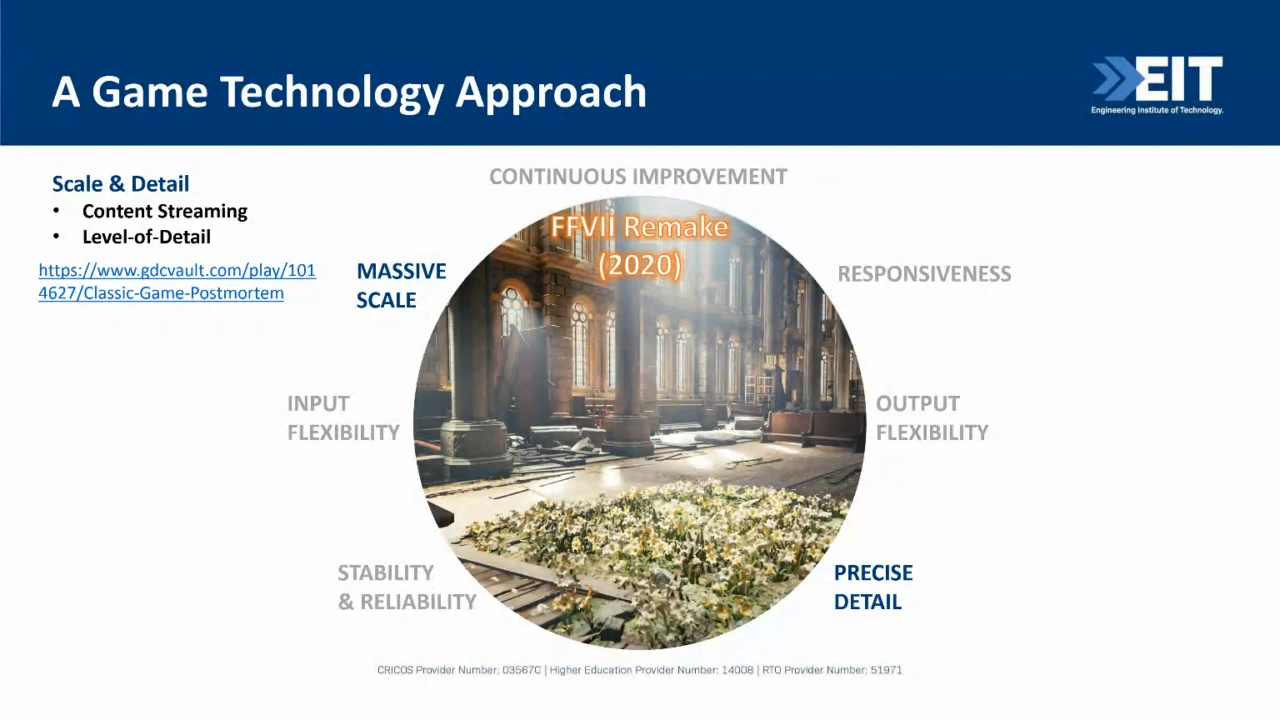 A Game Technology Approach
EIT
Engineering Institute of Technology.
Scale & Detail
• Content Streaming
• Level-of-Detail
https://www.gdcvault.com/play/101
4627/Classic-Game-Postmortem
CONTINUOUS IMPROVEMENT
FFVII Remake
(2020)
MASSIVE
SCALE
RESPONSIVENESS
INPUT
FLEXIBILITY
OUTPUT
FLEXIBILITY
STABILITY
& RELIABILITY
PRECISE
DETAIL
CRICOS Provider Number: 03567C | Higher Education Provider Number: 14008 | RTO Provider Number: 51971